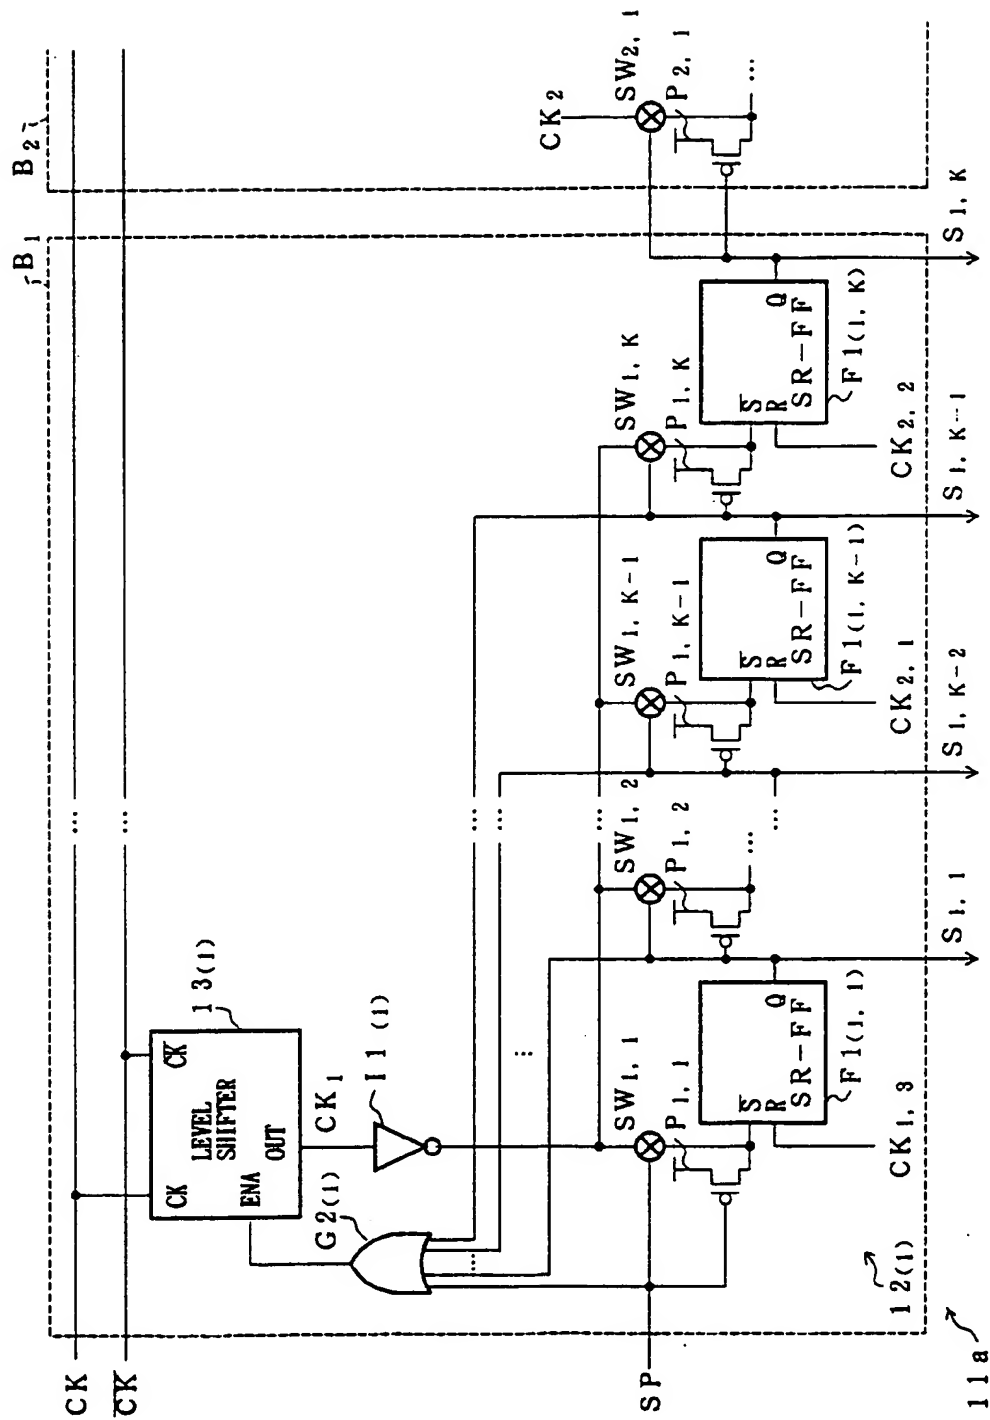 CK
C̅K̅
SP
B₁
B₂
13(1)
CK
C̅K̅
LEVEL
SHIFTER
ENA
OUT
CK₁
I1(1)
G2(1)
SW₁,₁
P₁,₁
SW₁,₂
P₁,₂
SW₁,K-1
P₁,K-1
SW₁,K
P₁,K
CK₂
SW₂,₁
P₂,₁
S̅
R
Q
SR-FF
F1(1,1)
S̅
R
Q
SR-FF
F1(1,K-1)
S̅
R
Q
SR-FF
F1(1,K)
CK₁,₃
CK₂,₁
CK₂,₂
12(1)
S₁,₁
S₁,K-2
S₁,K-1
S₁,K
11a